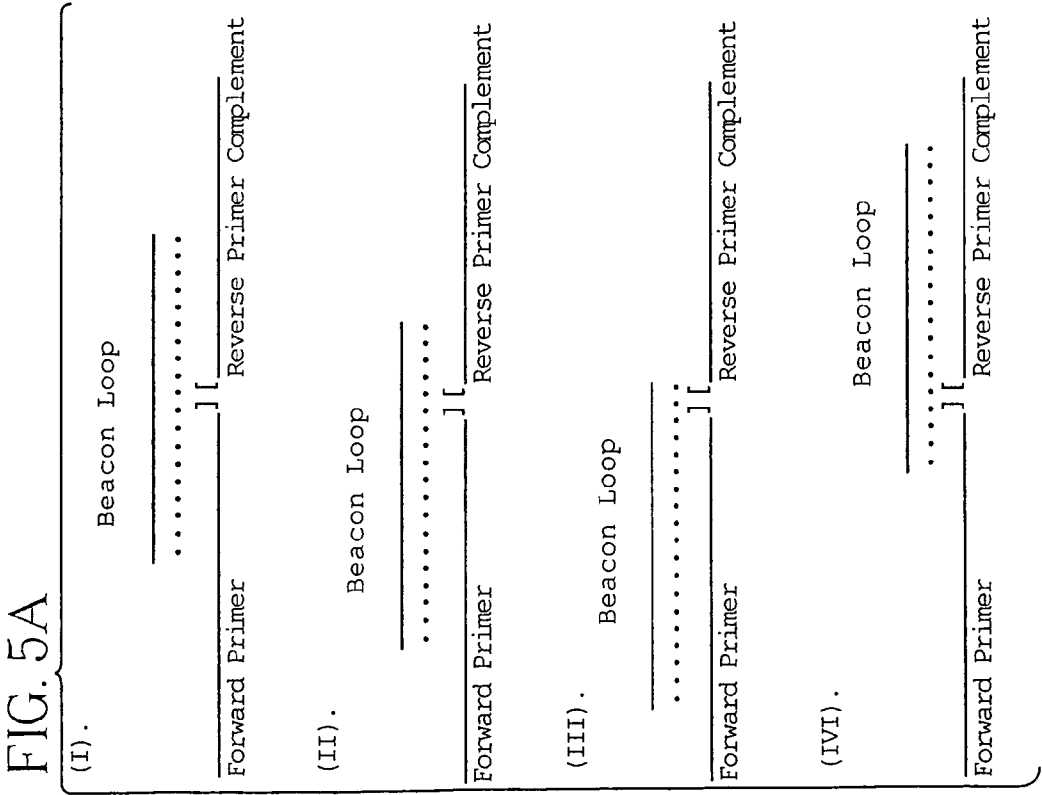 FIG. 5A
(I).
Beacon Loop
] [
Forward Primer Reverse Primer Complement
(II).
Beacon Loop
] [
Forward Primer Reverse Primer Complement
(III).
Beacon Loop
] [
Forward Primer Reverse Primer Complement
(IVI).
Beacon Loop
] [
Forward Primer Reverse Primer Complement